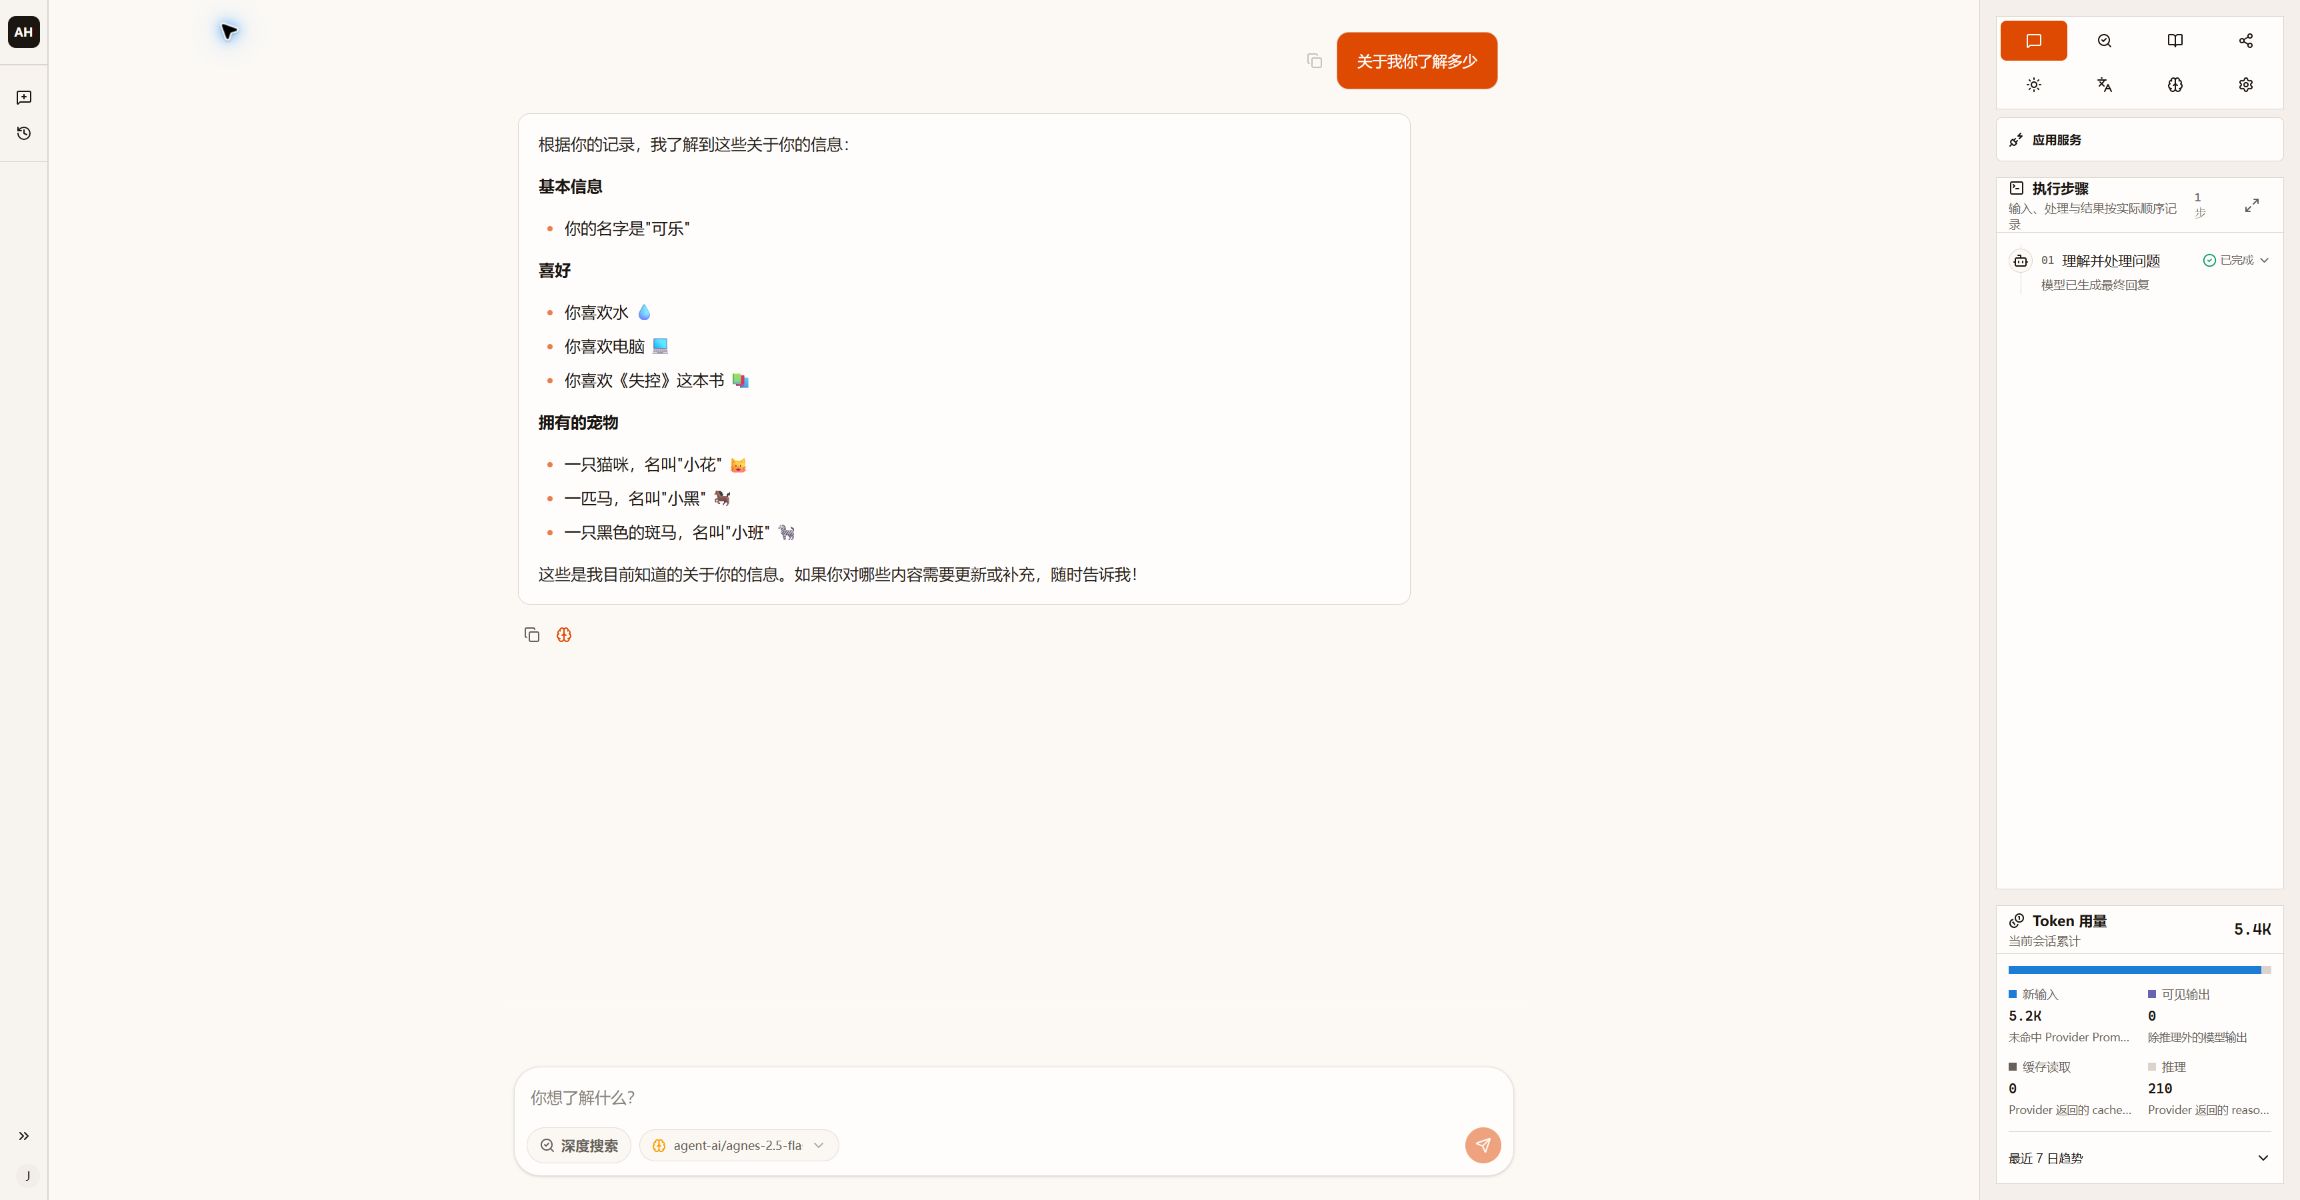 AH
关于我你了解多少
根据你的记录，我了解到这些关于你的信息：
基本信息
你的名字是"可乐"
喜好
你喜欢水 💧
你喜欢电脑 💻
你喜欢《失控》这本书 📚
拥有的宠物
一只猫咪，名叫"小花" 🐱
一匹马，名叫"小黑" 🐎
一只黑色的斑马，名叫"小班" 🦓
这些是我目前知道的关于你的信息。如果你对哪些内容需要更新或补充，随时告诉我！
你想了解什么？
深度搜索
agent-ai/agnes-2.5-fla
J
应用服务
执行步骤
输入、处理与结果按实际顺序记
录
1
步
01 理解并处理问题
已完成
模型已生成最终回复
Token 用量
当前会话累计
5.4K
新输入
5.2K
未命中 Provider Prom...
可见输出
0
除推理外的模型输出
缓存读取
0
Provider 返回的 cache...
推理
210
Provider 返回的 reaso...
最近 7 日趋势